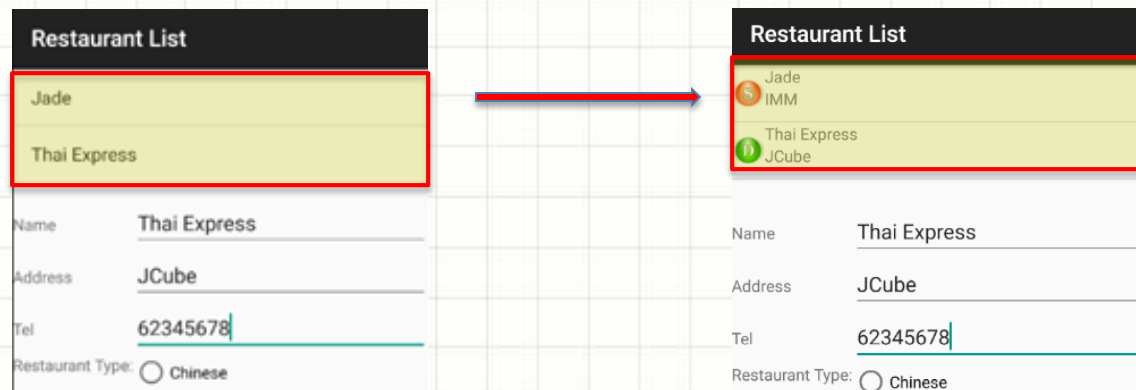 Restaurant List
Jade
Thai Express
Name Thai Express
Address JCube
Tel 62345678
Restaurant Type: Chinese
Restaurant List
S
Jade
IMM
D
Thai Express
JCube
Name Thai Express
Address JCube
Tel 62345678
Restaurant Type: Chinese